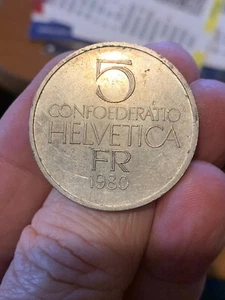 5
CONFOEDERATIO
HELVETICA
FR
1980